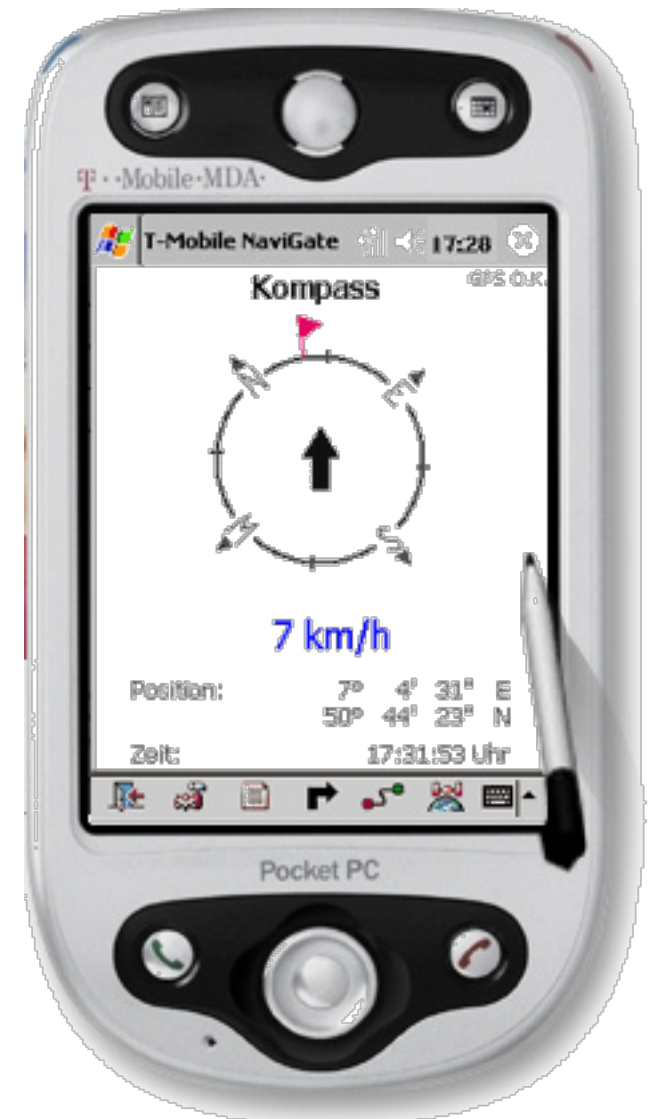 T··Mobile·MDA·
T-Mobile NaviGate 17:28
GPS O.K.
Kompass
N E
W S
7 km/h
Position: 7° 4' 31" E
50° 44' 23" N
Zeit: 17:31:53 Uhr
Pocket PC